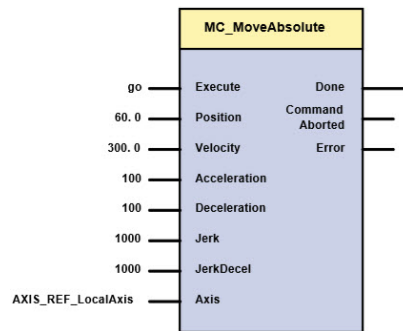 MC_MoveAbsolute
go Execute Done
60. 0 Position Command
Aborted
300. 0 Velocity Error
100 Acceleration
100 Deceleration
1000 Jerk
1000 JerkDecel
AXIS_REF_LocalAxis Axis